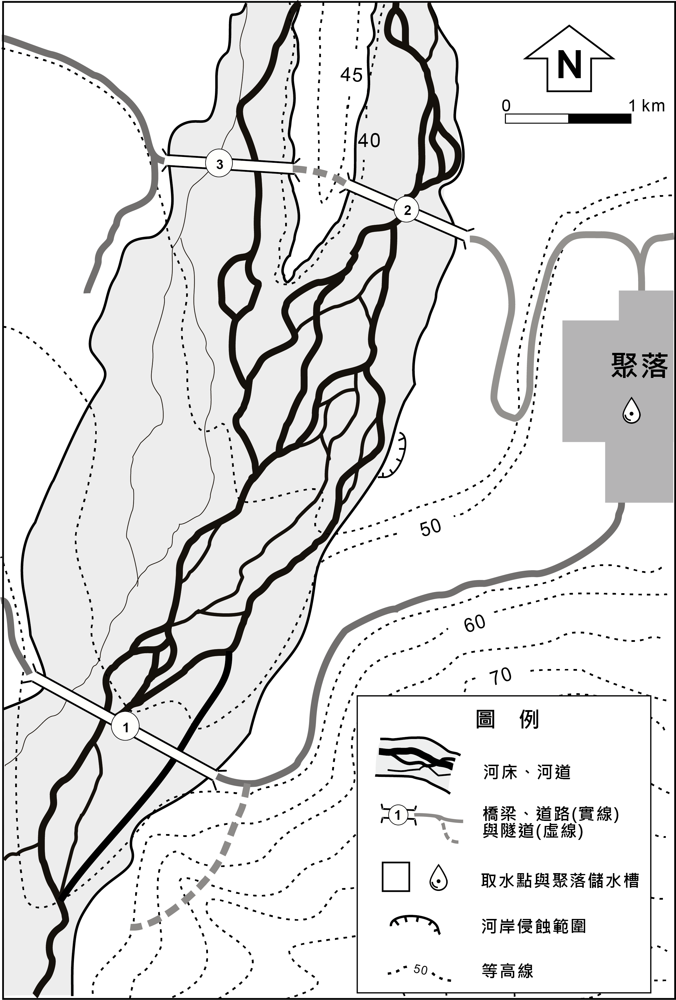 N
0 1 km
45
40
3
2
聚落
50
60
70
1
圖 例
河床、河道
1
橋梁、道路(實線)
與隧道(虛線)
取水點與聚落儲水槽
河岸侵蝕範圍
50
等高線